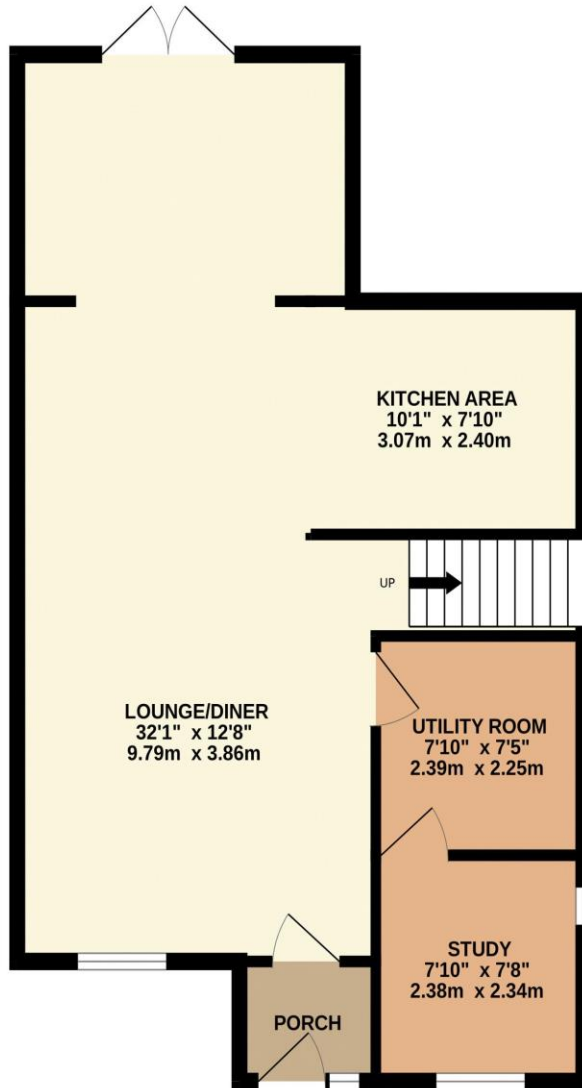 KITCHEN AREA
10'1" x 7'10"
3.07m x 2.40m
UP
LOUNGE/DINER
32'1" x 12'8"
9.79m x 3.86m
UTILITY ROOM
7'10" x 7'5"
2.39m x 2.25m
STUDY
7'10" x 7'8"
2.38m x 2.34m
PORCH